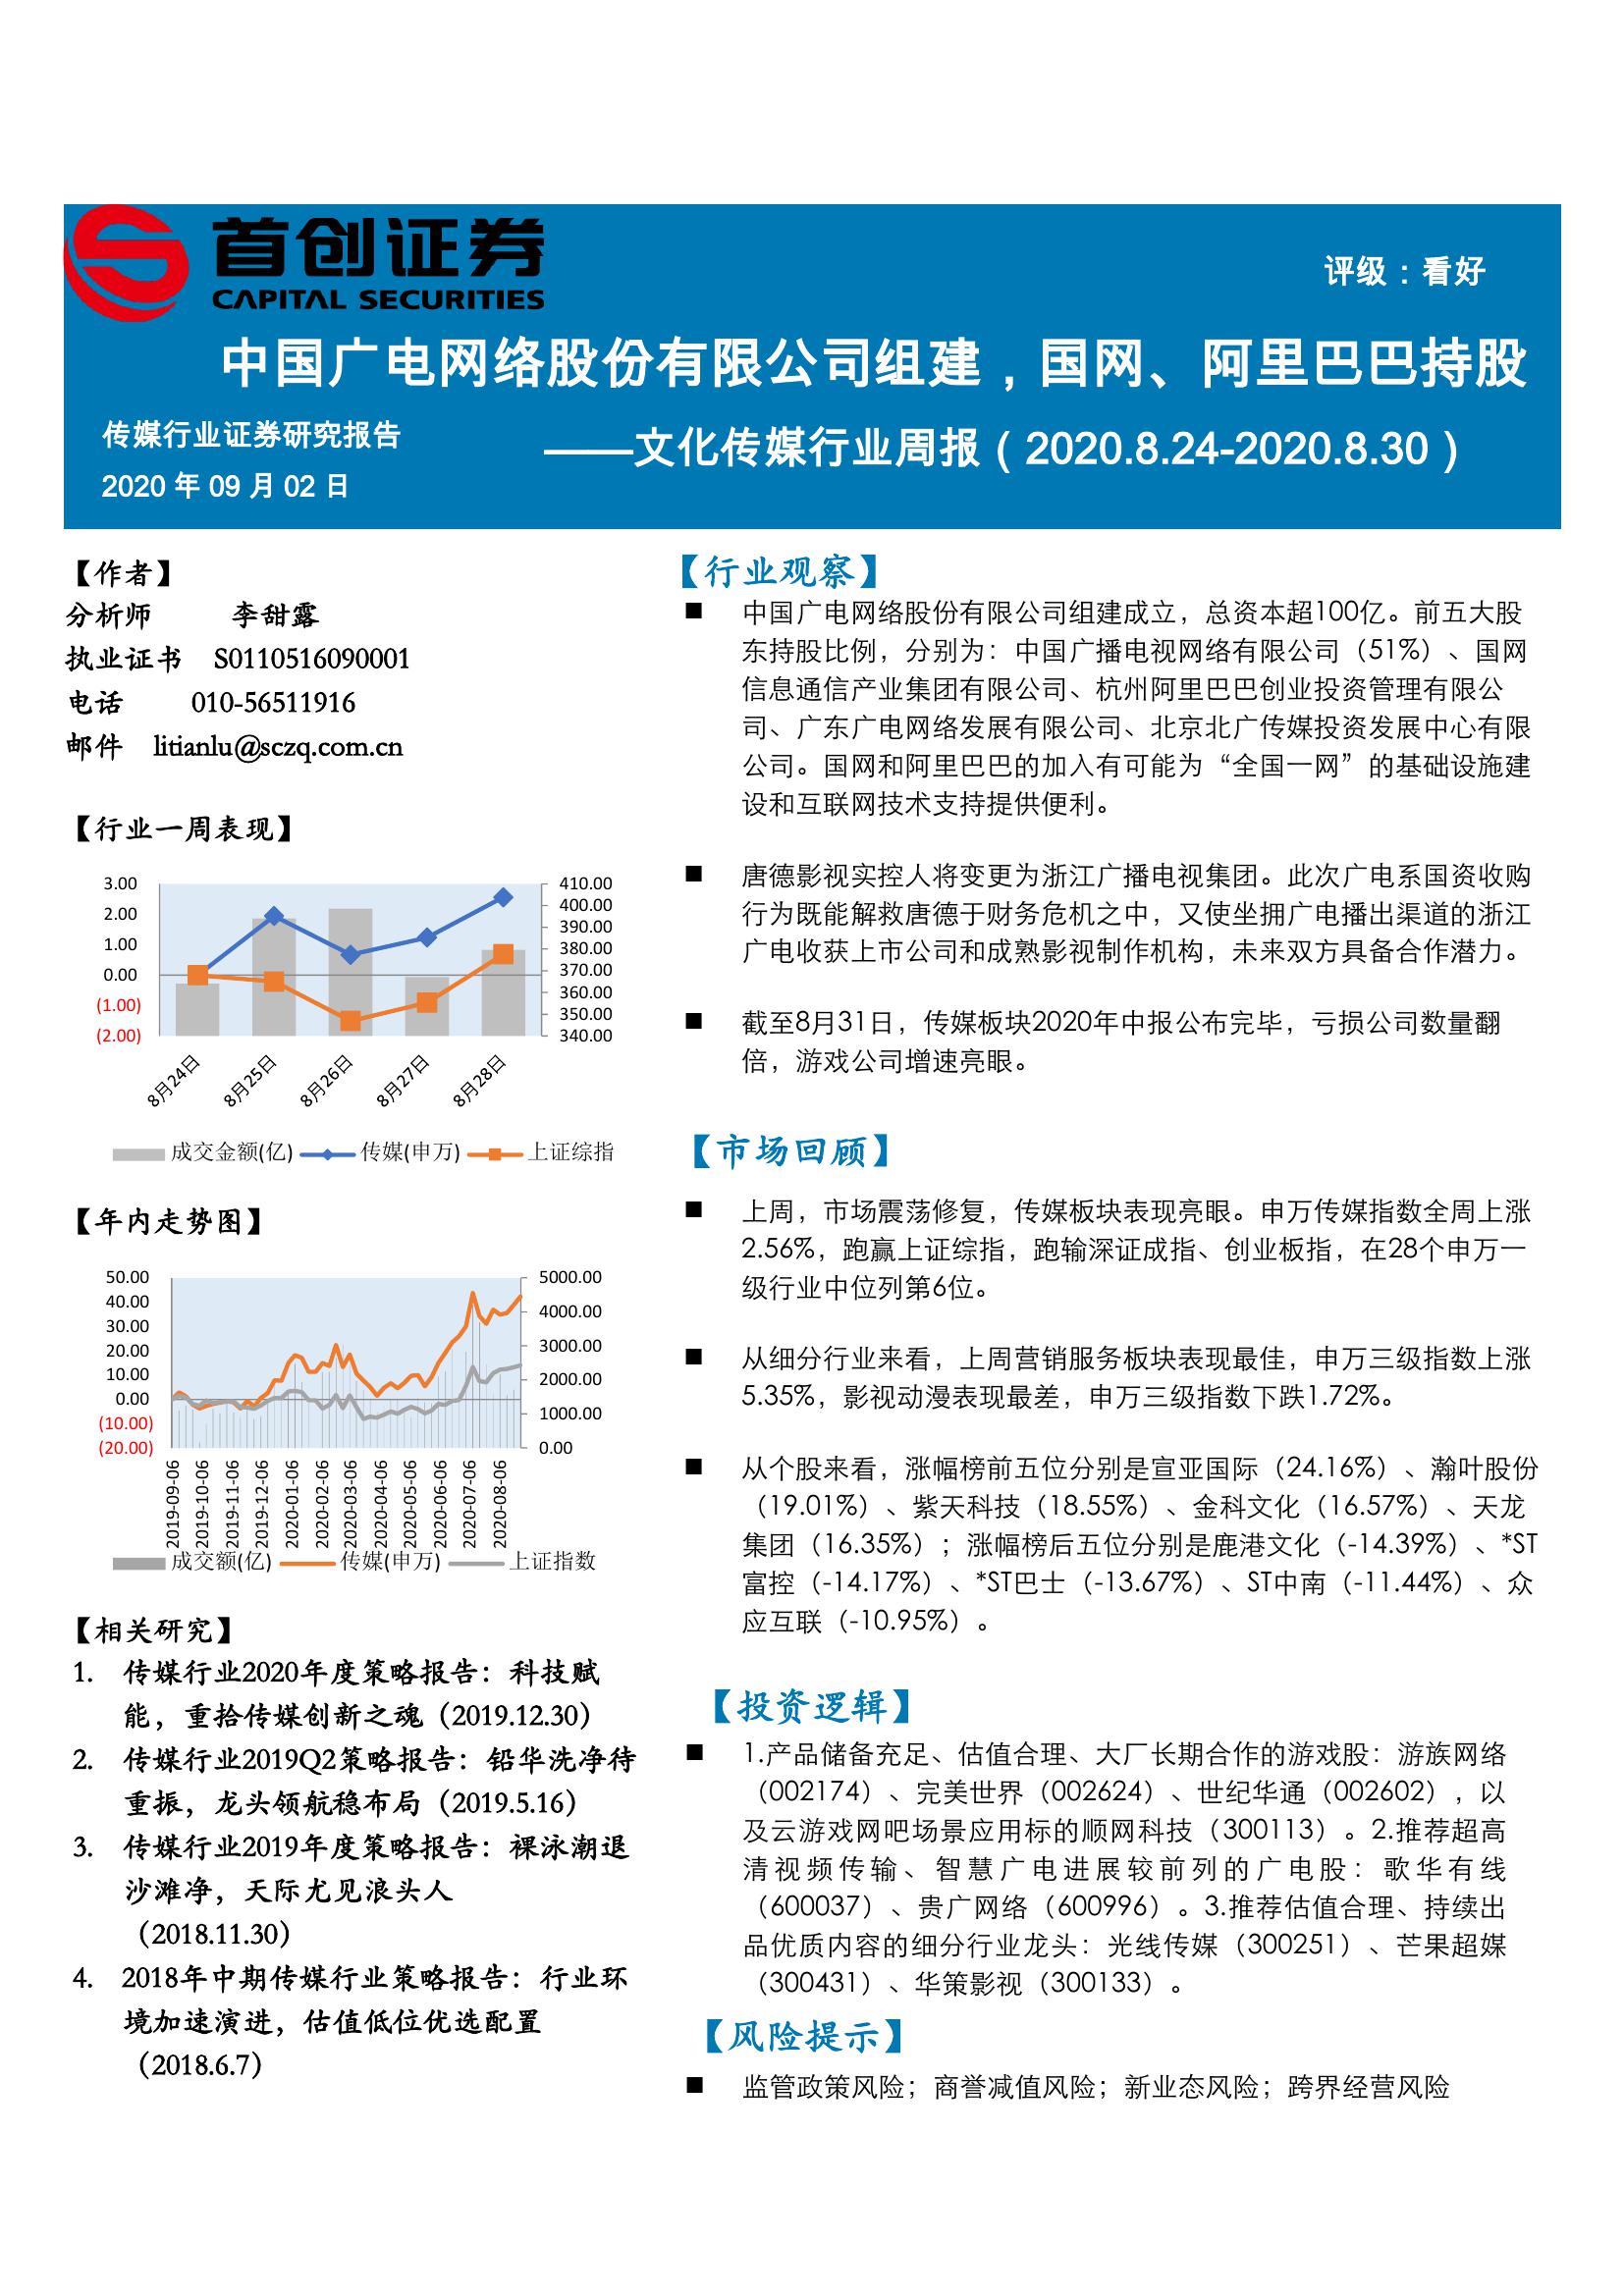 首创证券
CAPITAL SECURITIES
评级：看好
中国广电网络股份有限公司组建，国网、阿里巴巴持股
传媒行业证券研究报告
——文化传媒行业周报（2020.8.24-2020.8.30）
2020 年 09 月 02 日
【作者】
分析师 李甜露
执业证书 S0110516090001
电话 010-56511916
邮件 litianlu@sczq.com.cn
【行业一周表现】
3.00
2.00
1.00
0.00
(1.00)
(2.00)
410.00
400.00
390.00
380.00
370.00
360.00
350.00
340.00
8月24日
8月25日
8月26日
8月27日
8月28日
成交金额(亿) 传媒(申万) 上证综指
【年内走势图】
50.00
40.00
30.00
20.00
10.00
0.00
(10.00)
(20.00)
5000.00
4000.00
3000.00
2000.00
1000.00
0.00
2019-09-06
2019-10-06
2019-11-06
2019-12-06
2020-01-06
2020-02-06
2020-03-06
2020-04-06
2020-05-06
2020-06-06
2020-07-06
2020-08-06
成交额(亿) 传媒(申万) 上证指数
【相关研究】
1. 传媒行业2020年度策略报告：科技赋
能，重拾传媒创新之魂（2019.12.30）
2. 传媒行业2019Q2策略报告：铅华洗净待
重振，龙头领航稳布局（2019.5.16）
3. 传媒行业2019年度策略报告：裸泳潮退
沙滩净，天际尤见浪头人
（2018.11.30）
4. 2018年中期传媒行业策略报告：行业环
境加速演进，估值低位优选配置
（2018.6.7）
【行业观察】
■ 中国广电网络股份有限公司组建成立，总资本超100亿。前五大股
东持股比例，分别为：中国广播电视网络有限公司（51%）、国网
信息通信产业集团有限公司、杭州阿里巴巴创业投资管理有限公
司、广东广电网络发展有限公司、北京北广传媒投资发展中心有限
公司。国网和阿里巴巴的加入有可能为“全国一网”的基础设施建
设和互联网技术支持提供便利。
■ 唐德影视实控人将变更为浙江广播电视集团。此次广电系国资收购
行为既能解救唐德于财务危机之中，又使坐拥广电播出渠道的浙江
广电收获上市公司和成熟影视制作机构，未来双方具备合作潜力。
■ 截至8月31日，传媒板块2020年中报公布完毕，亏损公司数量翻
倍，游戏公司增速亮眼。
【市场回顾】
■ 上周，市场震荡修复，传媒板块表现亮眼。申万传媒指数全周上涨
2.56%，跑赢上证综指，跑输深证成指、创业板指，在28个申万一
级行业中位列第6位。
■ 从细分行业来看，上周营销服务板块表现最佳，申万三级指数上涨
5.35%，影视动漫表现最差，申万三级指数下跌1.72%。
■ 从个股来看，涨幅榜前五位分别是宣亚国际（24.16%）、瀚叶股份
（19.01%）、紫天科技（18.55%）、金科文化（16.57%）、天龙
集团（16.35%）；涨幅榜后五位分别是鹿港文化（-14.39%）、*ST
富控（-14.17%）、*ST巴士（-13.67%）、ST中南（-11.44%）、众
应互联（-10.95%）。
【投资逻辑】
■ 1.产品储备充足、估值合理、大厂长期合作的游戏股：游族网络
（002174）、完美世界（002624）、世纪华通（002602），以
及云游戏网吧场景应用标的顺网科技（300113）。2.推荐超高
清视频传输、智慧广电进展较前列的广电股：歌华有线
（600037）、贵广网络（600996）。3.推荐估值合理、持续出
品优质内容的细分行业龙头：光线传媒（300251）、芒果超媒
（300431）、华策影视（300133）。
【风险提示】
■ 监管政策风险；商誉减值风险；新业态风险；跨界经营风险